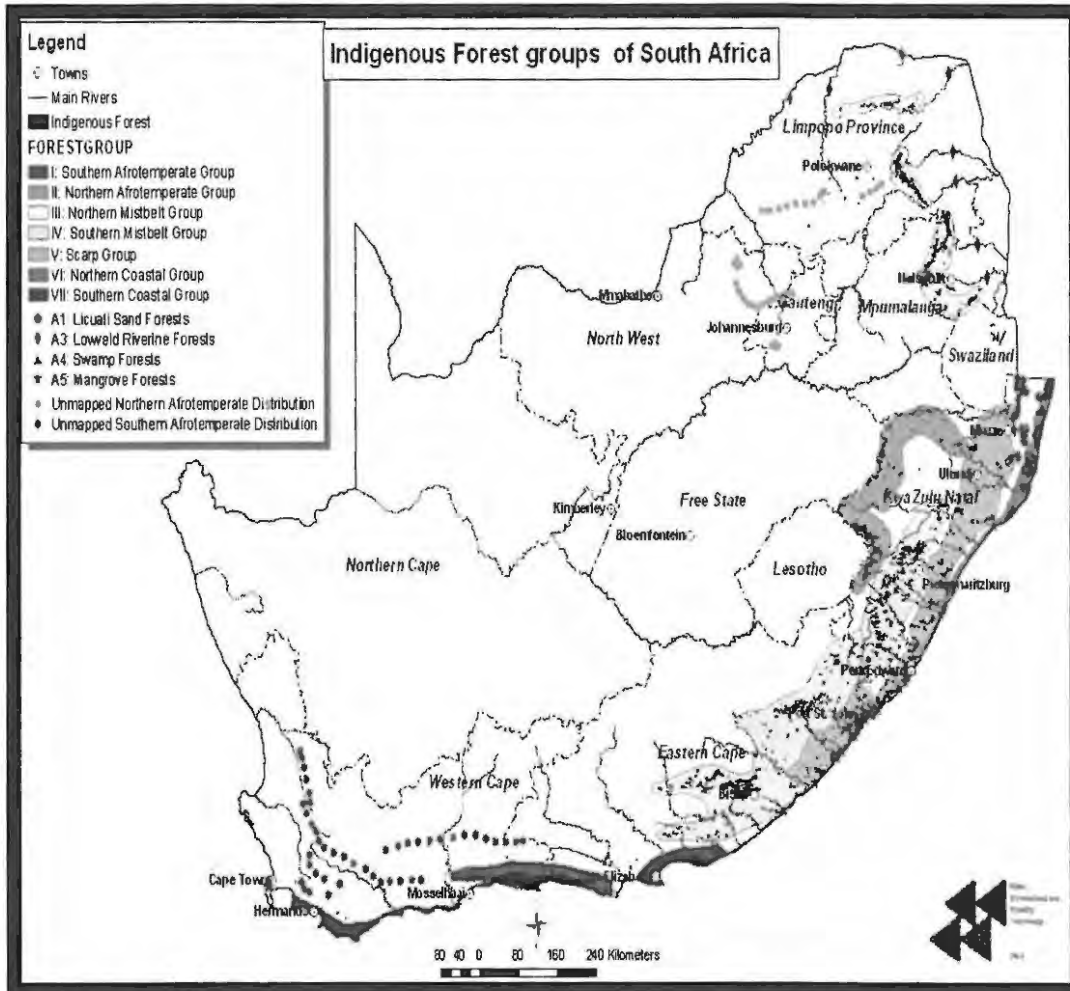 Legend
Towns
Main Rivers
Indigenous Forest
FORESTGROUP
I: Southern Afrotemperate Group
II: Northern Afrotemperate Group
III: Northern Mistbelt Group
IV: Southern Mistbelt Group
V: Scarp Group
VI: Northern Coastal Group
VII: Southern Coastal Group
A1: Licuati Sand Forests
A3: Lowveld Riverine Forests
A4: Swamp Forests
A5: Mangrove Forests
Unmapped Northern Afrotemperate Distribution
Unmapped Southern Afrotemperate Distribution
Indigenous Forest groups of South Africa
Limpopo Province
Polokwane
Mmabatho
Gauteng
Mpumalanga
Johannesburg
North West
Swaziland
Ulundi
KwaZulu Natal
Free State
Kimberley
Bloemfontein
Lesotho
Northern Cape
Pietermaritzburg
Eastern Cape
Western Cape
Cape Town
Mosselbaai
Hermanus
80 40 0 80 160 240 Kilometers